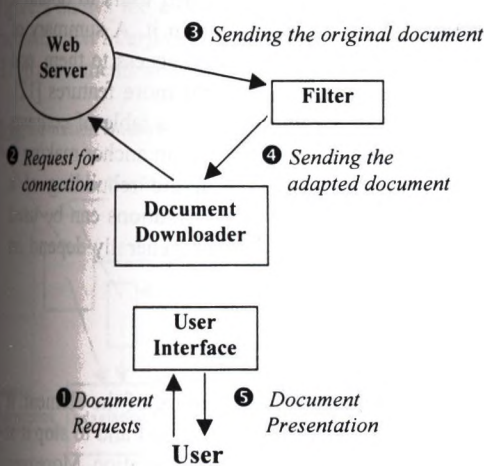 ❸ Sending the original document
Web
Server
Filter
❷ Request for
connection
❹ Sending the
adapted document
Document
Downloader
User
Interface
❶ Document
Requests
❺ Document
Presentation
User